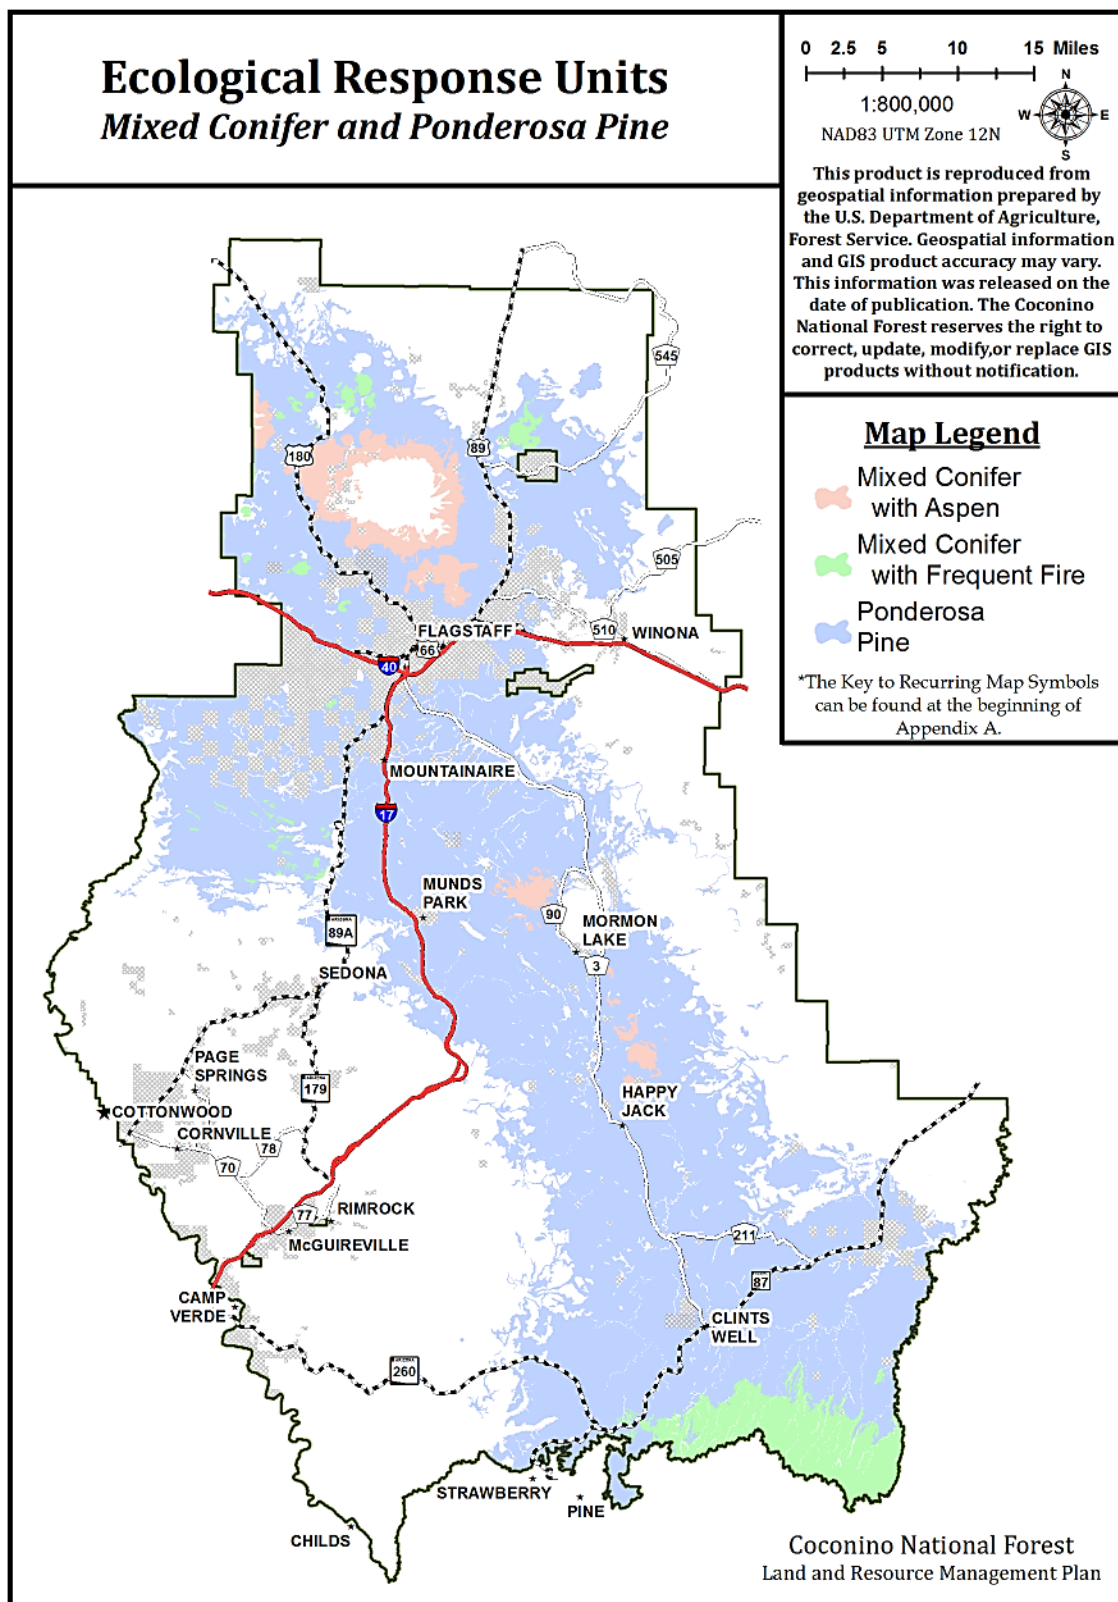 Ecological Response Units
Mixed Conifer and Ponderosa Pine
0 2.5 5 10 15 Miles
1:800,000
NAD83 UTM Zone 12N
N
W E
S
This product is reproduced from
geospatial information prepared by
the U.S. Department of Agriculture,
Forest Service. Geospatial information
and GIS product accuracy may vary.
This information was released on the
date of publication. The Coconino
National Forest reserves the right to
correct, update, modify,or replace GIS
products without notification.
Map Legend
Mixed Conifer
with Aspen
Mixed Conifer
with Frequent Fire
Ponderosa
Pine
*The Key to Recurring Map Symbols
can be found at the beginning of
Appendix A.
545
180
89
505
510
WINONA
FLAGSTAFF
66
40
MOUNTAINAIRE
17
MUNDS
PARK
90
MORMON
LAKE
3
ARIZONA
89A
SEDONA
PAGE
SPRINGS
179
COTTONWOOD
CORNVILLE
78
70
HAPPY
JACK
77
RIMROCK
McGUIREVILLE
211
87
CAMP
VERDE
CLINTS
WELL
ARIZONA
260
STRAWBERRY
PINE
CHILDS
Coconino National Forest
Land and Resource Management Plan